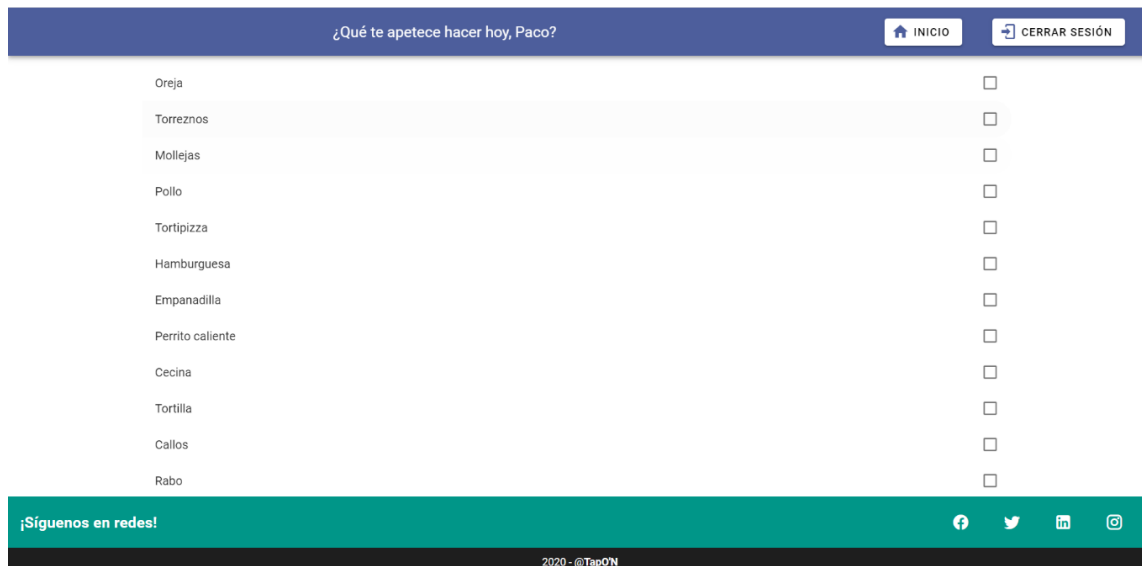 ¿Qué te apetece hacer hoy, Paco? INICIO CERRAR SESIÓN
Oreja
Torreznos
Mollejas
Pollo
Tortipizza
Hamburguesa
Empanadilla
Perrito caliente
Cecina
Tortilla
Callos
Rabo
¡Síguenos en redes!
2020 - @TapO'N